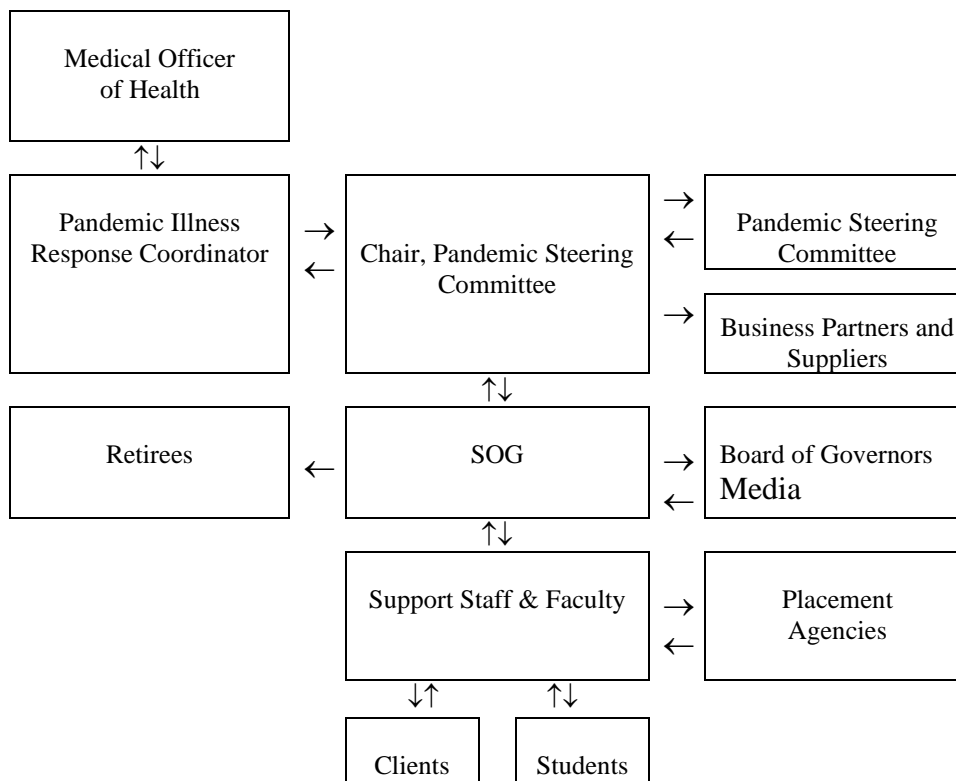 Medical Officer
of Health
↑↓
Pandemic Illness
Response Coordinator
→
←
Chair, Pandemic Steering
Committee
→
←
Pandemic Steering
Committee
→
Business Partners and
Suppliers
↑↓
Retirees
←
SOG
→
←
Board of Governors
Media
↑↓
Support Staff & Faculty
→
←
Placement
Agencies
↓↑
↑↓
Clients
Students